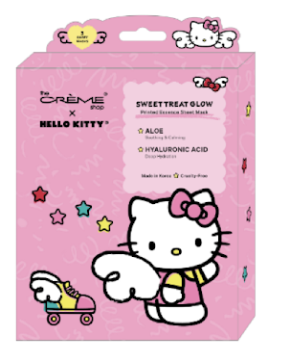 the
CRÈME
shop
×
HELLO KITTY®
SWEET TREAT GLOW
Printed Essence Sheet Mask
ALOE
Soothing & Calming
HYALURONIC ACID
Deep Hydration
Made in Korea ☆ Cruelty-Free